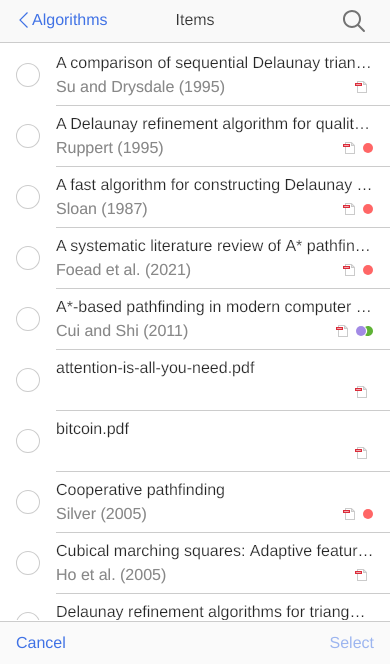 Algorithms
Items
A comparison of sequential Delaunay trian...
Su and Drysdale (1995)
A Delaunay refinement algorithm for qualit...
Ruppert (1995)
A fast algorithm for constructing Delaunay ...
Sloan (1987)
A systematic literature review of A* pathfin...
Foead et al. (2021)
A*-based pathfinding in modern computer ...
Cui and Shi (2011)
attention-is-all-you-need.pdf
bitcoin.pdf
Cooperative pathfinding
Silver (2005)
Cubical marching squares: Adaptive featur...
Ho et al. (2005)
Delaunay refinement algorithms for triang...
Cancel
Select